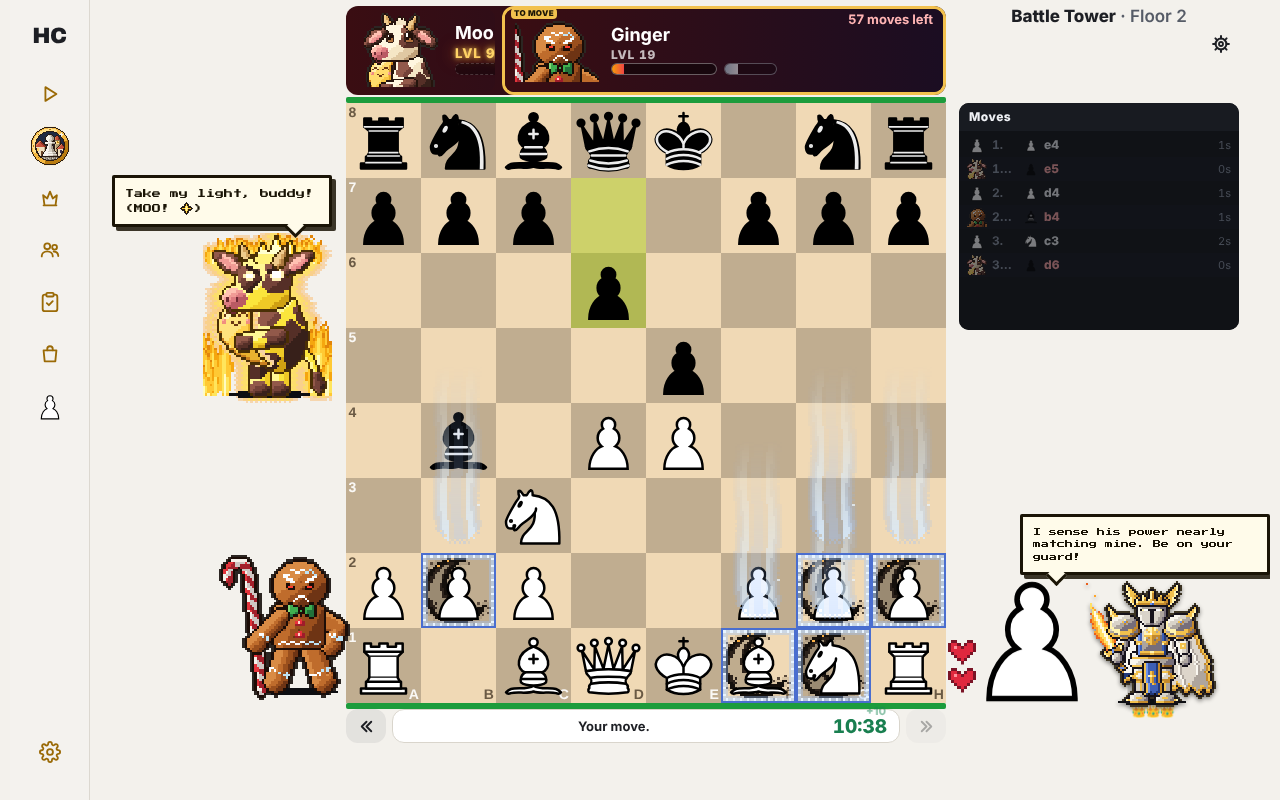 HC
Moo
LVL 9
TO MOVE
Ginger
LVL 19
57 moves left
Battle Tower · Floor 2
Moves
1. e4 1s
1... e5 0s
2. d4 1s
2... b4 1s
3. c3 2s
3... d6 0s
Take my light, buddy!
(MOO! )
I sense his power nearly
matching mine. Be on your
guard!
8
7
6
5
4
3
2
1
A
B
C
D
E
H
Your move.
+10
10:38